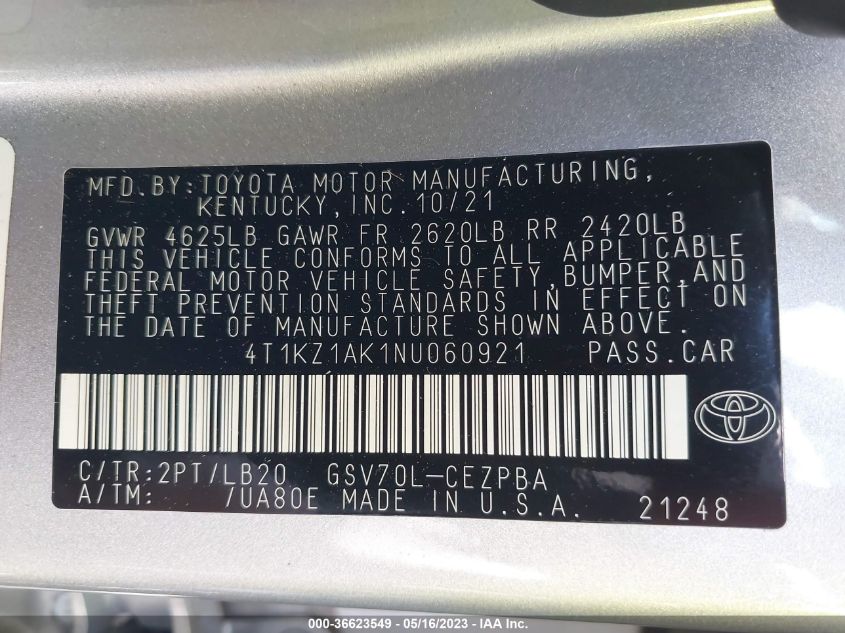 MFD.BY:TOYOTA MOTOR MANUFACTURING,
KENTUCKY,INC.10/21
GVWR 4625LB GAWR FR 2620LB RR 2420LB
THIS VEHICLE CONFORMS TO ALL APPLICABLE
FEDERAL MOTOR VEHICLE SAFETY,BUMPER,AND
THEFT PREVENTION STANDARDS IN EFFECT ON
THE DATE OF MANUFACTURE SHOWN ABOVE.
4T1KZ1AK1NU060921 PASS.CAR
C/TR:2PT/LB20 GSV70L-CEZPBA
A/TM: /UA80E MADE IN U.S.A. 21248
000-36623549 - 05/16/2023 - IAA Inc.